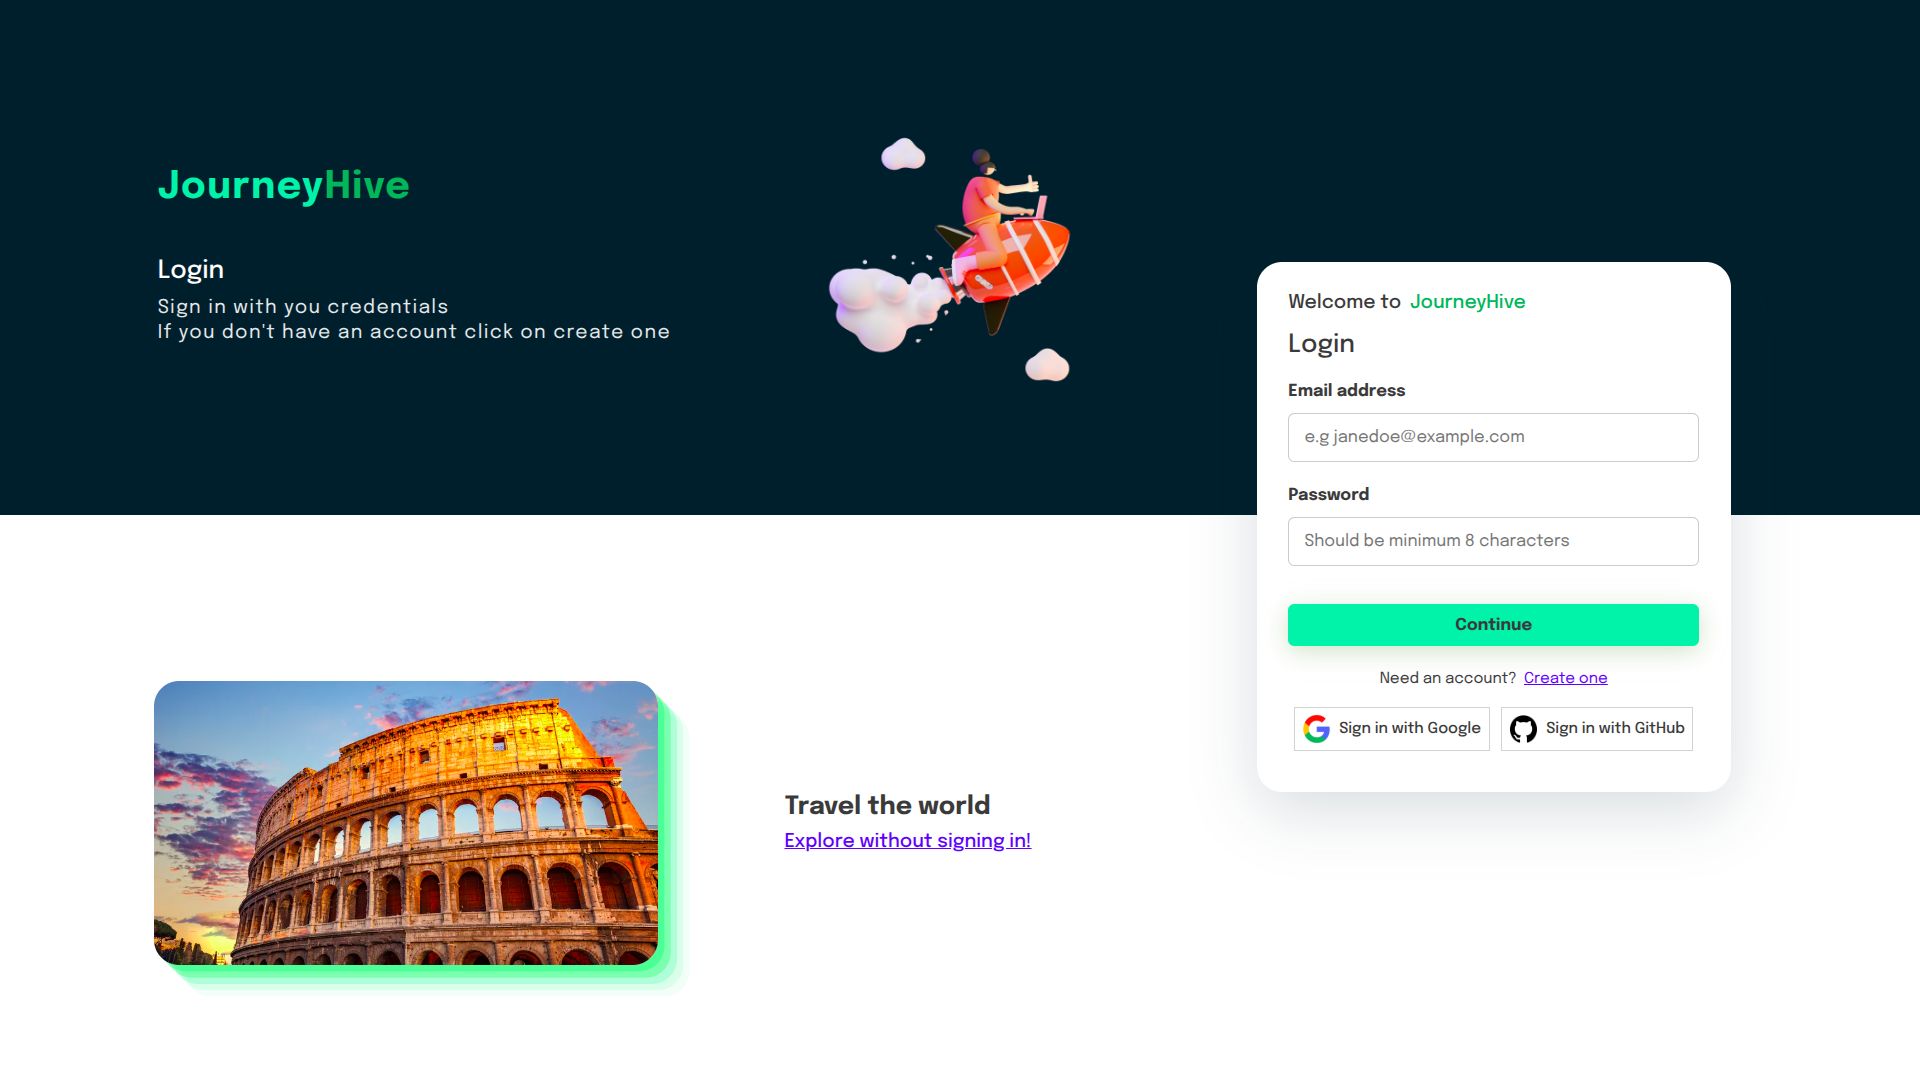 JourneyHive
Login
Sign in with you credentials
If you don't have an account click on create one
Welcome to JourneyHive
Login
Email address
e.g janedoe@example.com
Password
Should be minimum 8 characters
Continue
Need an account? Create one
Sign in with Google
Sign in with GitHub
Travel the world
Explore without signing in!